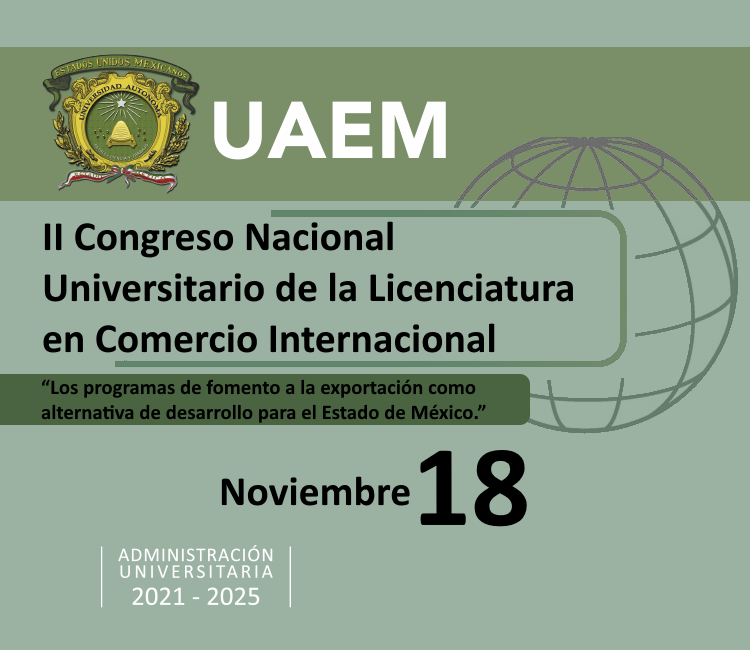 ESTADOS UNIDOS MEXICANOS
UNIVERSIDAD AUTONOMA
UAEM
II Congreso Nacional
Universitario de la Licenciatura
en Comercio Internacional
“Los programas de fomento a la exportación como
alternativa de desarrollo para el Estado de México.”
Noviembre 18
ADMINISTRACIÓN
UNIVERSITARIA
2021 - 2025